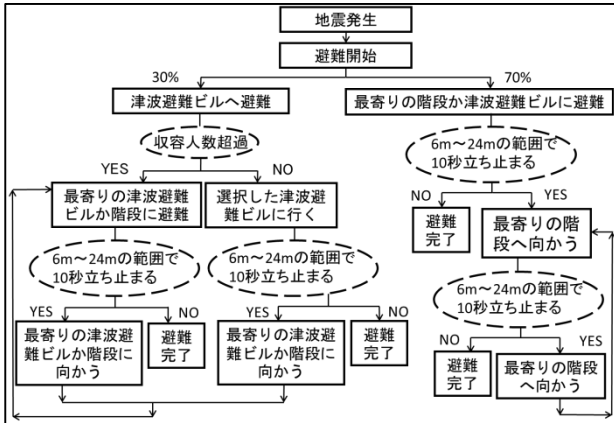 地震発生
避難開始
30%
70%
津波避難ビルへ避難
最寄りの階段か津波避難ビルに避難
収容人数超過
6m～24mの範囲で
10秒立ち止まる
YES
NO
NO
YES
最寄りの津波避難
ビルか階段に避難
選択した津波避
難ビルに行く
避難
完了
最寄りの階
段へ向かう
6m～24mの範囲で
10秒立ち止まる
6m～24mの範囲で
10秒立ち止まる
6m～24mの範囲で
10秒立ち止まる
YES
NO
YES
NO
NO
YES
最寄りの津波避
難ビルか階段に
向かう
避難
完了
最寄りの津波避
難ビルか階段に
向かう
避難
完了
避難
完了
最寄りの階段
へ向かう